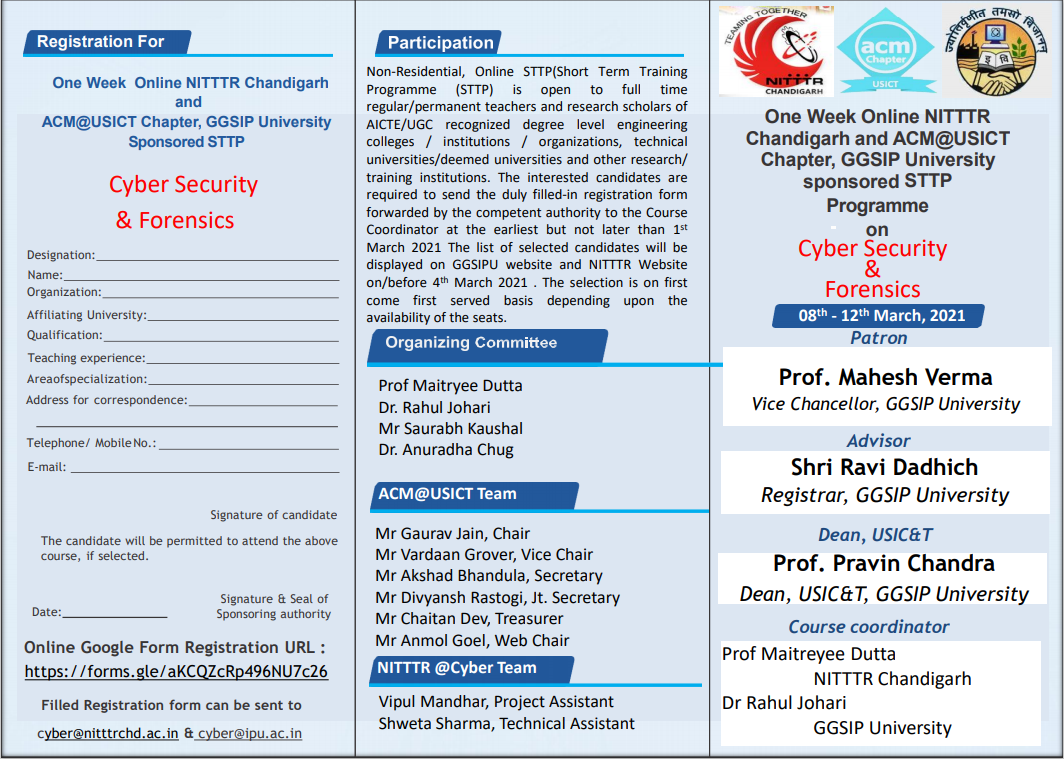 Registration For
One Week Online NITTTR Chandigarh
and
ACM@USICT Chapter, GGSIP University
Sponsored STTP
Cyber Security
& Forensics
Designation:
Name:
Organization:
Affiliating University:
Qualification:
Teaching experience:
Areaofspecialization:
Address for correspondence:
Telephone/ Mobile No.:
E-mail:
Signature of candidate
The candidate will be permitted to attend the above
course, if selected.
Signature & Seal of
Date: Sponsoring authority
Online Google Form Registration URL :
https://forms.gle/aKCQZcRp496NU7c26
Filled Registration form can be sent to
cyber@nitttrchd.ac.in & cyber@ipu.ac.in
Participation
Non-Residential, Online STTP(Short Term Training
Programme (STTP) is open to full time
regular/permanent teachers and research scholars of
AICTE/UGC recognized degree level engineering
colleges / institutions / organizations, technical
universities/deemed universities and other research/
training institutions. The interested candidates are
required to send the duly filled-in registration form
forwarded by the competent authority to the Course
Coordinator at the earliest but not later than 1st
March 2021 The list of selected candidates will be
displayed on GGSIPU website and NITTTR Website
on/before 4th March 2021 . The selection is on first
come first served basis depending upon the
availability of the seats.
Organizing Committee
Prof Maitryee Dutta
Dr. Rahul Johari
Mr Saurabh Kaushal
Dr. Anuradha Chug
ACM@USICT Team
Mr Gaurav Jain, Chair
Mr Vardaan Grover, Vice Chair
Mr Akshad Bhandula, Secretary
Mr Divyansh Rastogi, Jt. Secretary
Mr Chaitan Dev, Treasurer
Mr Anmol Goel, Web Chair
NITTTR @Cyber Team
Vipul Mandhar, Project Assistant
Shweta Sharma, Technical Assistant
TEAMING TOGETHER
NITTTR
CHANDIGARH
acm
Chapter
USICT
ज्योतिर्वृणीत तमसो विजानन्
One Week Online NITTTR
Chandigarh and ACM@USICT
Chapter, GGSIP University
sponsored STTP
Programme
on
Cyber Security
&
Forensics
08th - 12th March, 2021
Patron
Prof. Mahesh Verma
Vice Chancellor, GGSIP University
Advisor
Shri Ravi Dadhich
Registrar, GGSIP University
Dean, USIC&T
Prof. Pravin Chandra
Dean, USIC&T, GGSIP University
Course coordinator
Prof Maitreyee Dutta
NITTTR Chandigarh
Dr Rahul Johari
GGSIP University